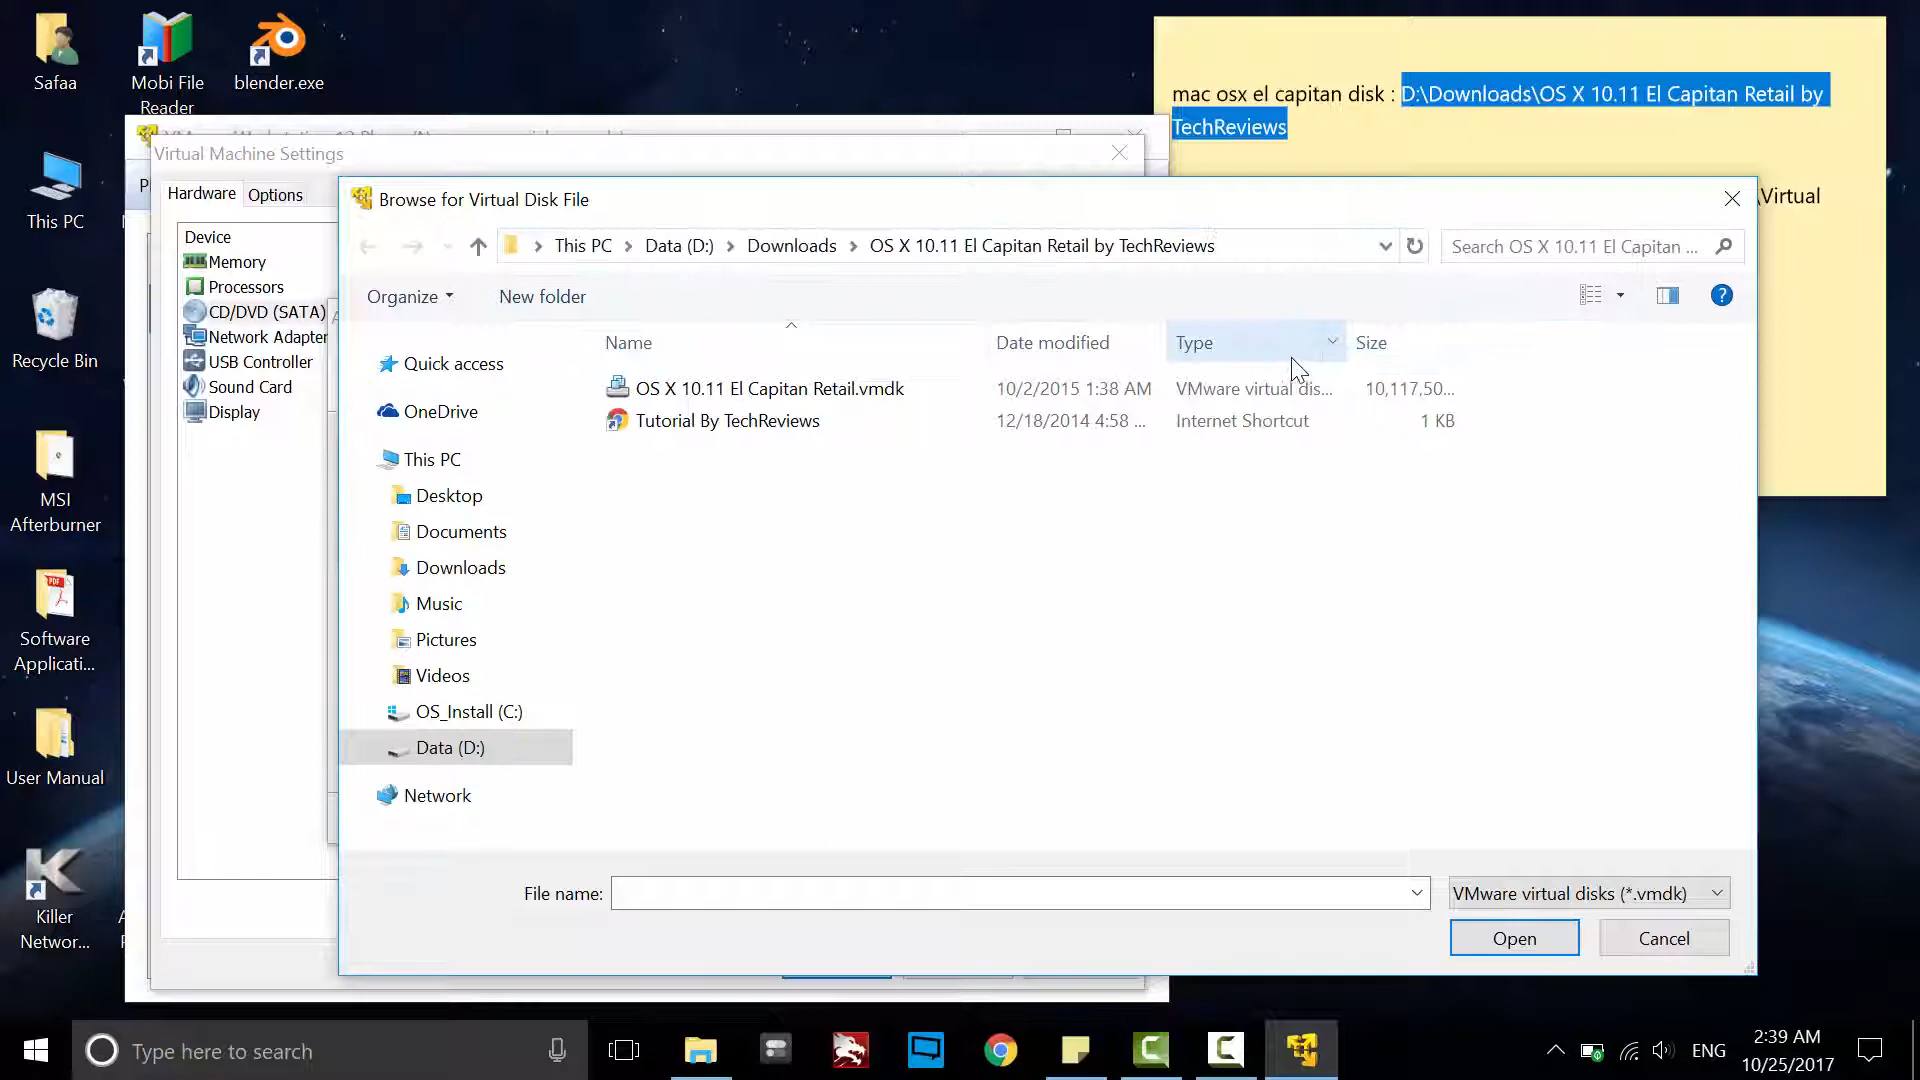 Safaa
Mobi File
Reader
blender.exe
This PC
Recycle Bin
MSI
Afterburner
Software
Applicati...
User Manual
Killer
Networ...
mac osx el capitan disk : D:\Downloads\OS X 10.11 El Capitan Retail by
TechReviews
\Virtual
Virtual Machine Settings
Hardware
Options
Device
Memory
Processors
CD/DVD (SATA)
Network Adapter
USB Controller
Sound Card
Display
Browse for Virtual Disk File
This PC
Data (D:)
Downloads
OS X 10.11 El Capitan Retail by TechReviews
Search OS X 10.11 El Capitan ...
Organize
New folder
Name
Date modified
Type
Size
OS X 10.11 El Capitan Retail.vmdk
10/2/2015 1:38 AM
VMware virtual dis...
10,117,50...
Tutorial By TechReviews
12/18/2014 4:58 ...
Internet Shortcut
1 KB
Quick access
OneDrive
This PC
Desktop
Documents
Downloads
Music
Pictures
Videos
OS_Install (C:)
Data (D:)
Network
File name:
VMware virtual disks (*.vmdk)
Open
Cancel
Type here to search
ENG
2:39 AM
10/25/2017